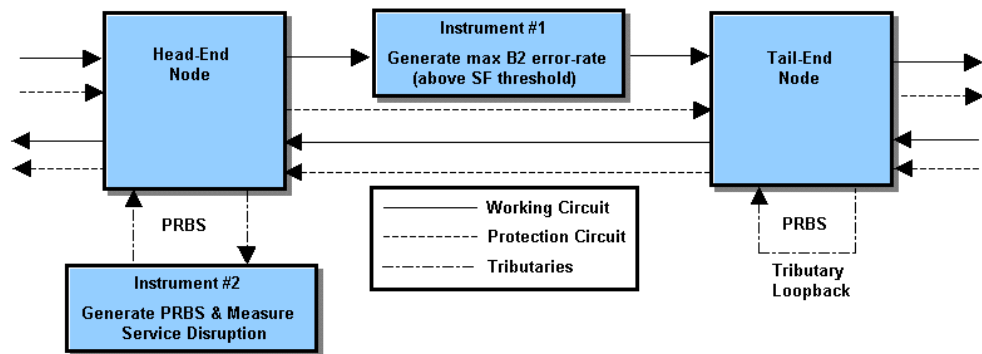 Head-End
Node
Instrument #1
Generate max B2 error-rate
(above SF threshold)
Tail-End
Node
PRBS
Working Circuit
Protection Circuit
Tributaries
PRBS
Tributary
Loopback
Instrument #2
Generate PRBS & Measure
Service Disruption